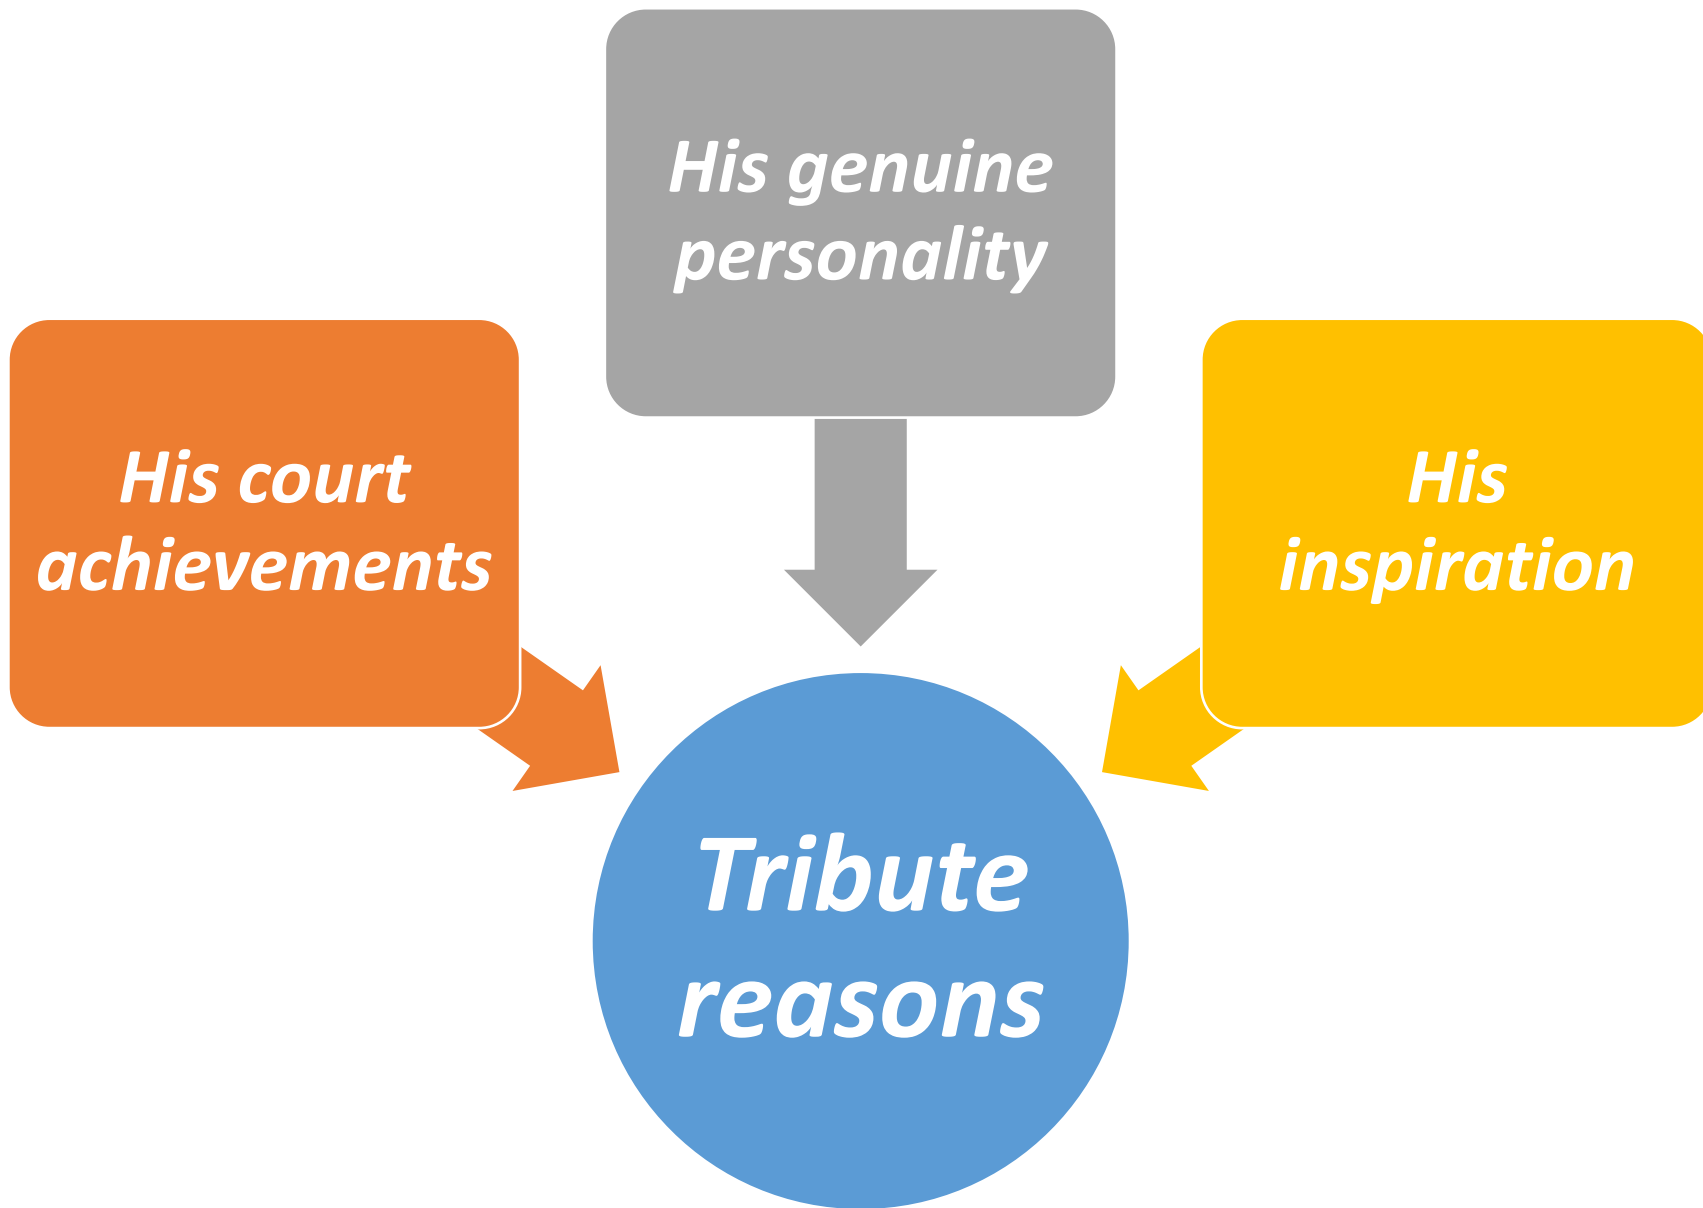 His genuine
personality
His court
achievements
His
inspiration
Tribute
reasons